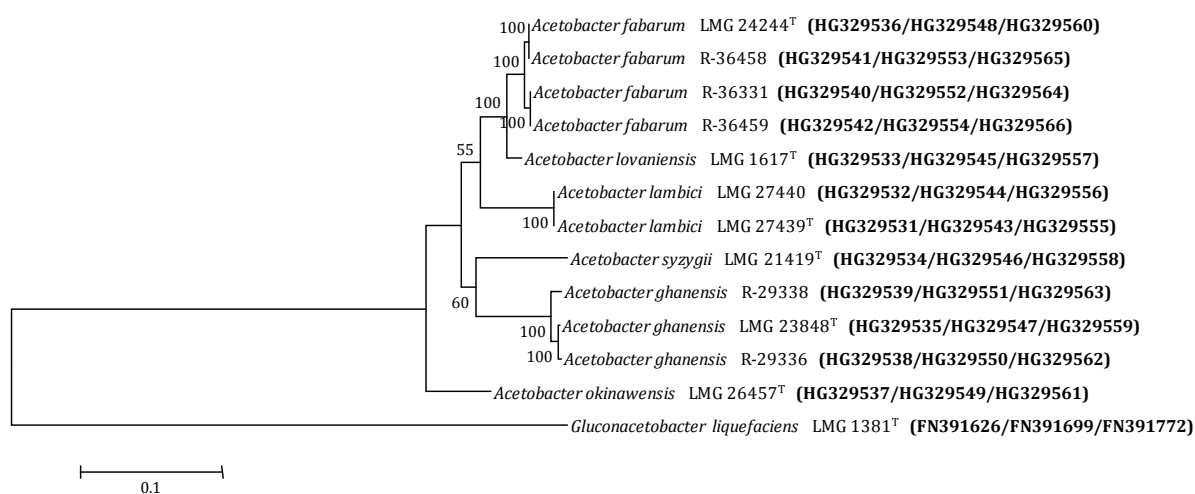 100 Acetobacter fabarum LMG 24244ᵀ (HG329536/HG329548/HG329560)
Acetobacter fabarum R-36458 (HG329541/HG329553/HG329565)
100
Acetobacter fabarum R-36331 (HG329540/HG329552/HG329564)
100
100 Acetobacter fabarum R-36459 (HG329542/HG329554/HG329566)
55
Acetobacter lovaniensis LMG 1617ᵀ (HG329533/HG329545/HG329557)
Acetobacter lambici LMG 27440 (HG329532/HG329544/HG329556)
100 Acetobacter lambici LMG 27439ᵀ (HG329531/HG329543/HG329555)
Acetobacter syzygii LMG 21419ᵀ (HG329534/HG329546/HG329558)
Acetobacter ghanensis R-29338 (HG329539/HG329551/HG329563)
60
100 Acetobacter ghanensis LMG 23848ᵀ (HG329535/HG329547/HG329559)
100 Acetobacter ghanensis R-29336 (HG329538/HG329550/HG329562)
Acetobacter okinawensis LMG 26457ᵀ (HG329537/HG329549/HG329561)
Gluconacetobacter liquefaciens LMG 1381ᵀ (FN391626/FN391699/FN391772)
0.1